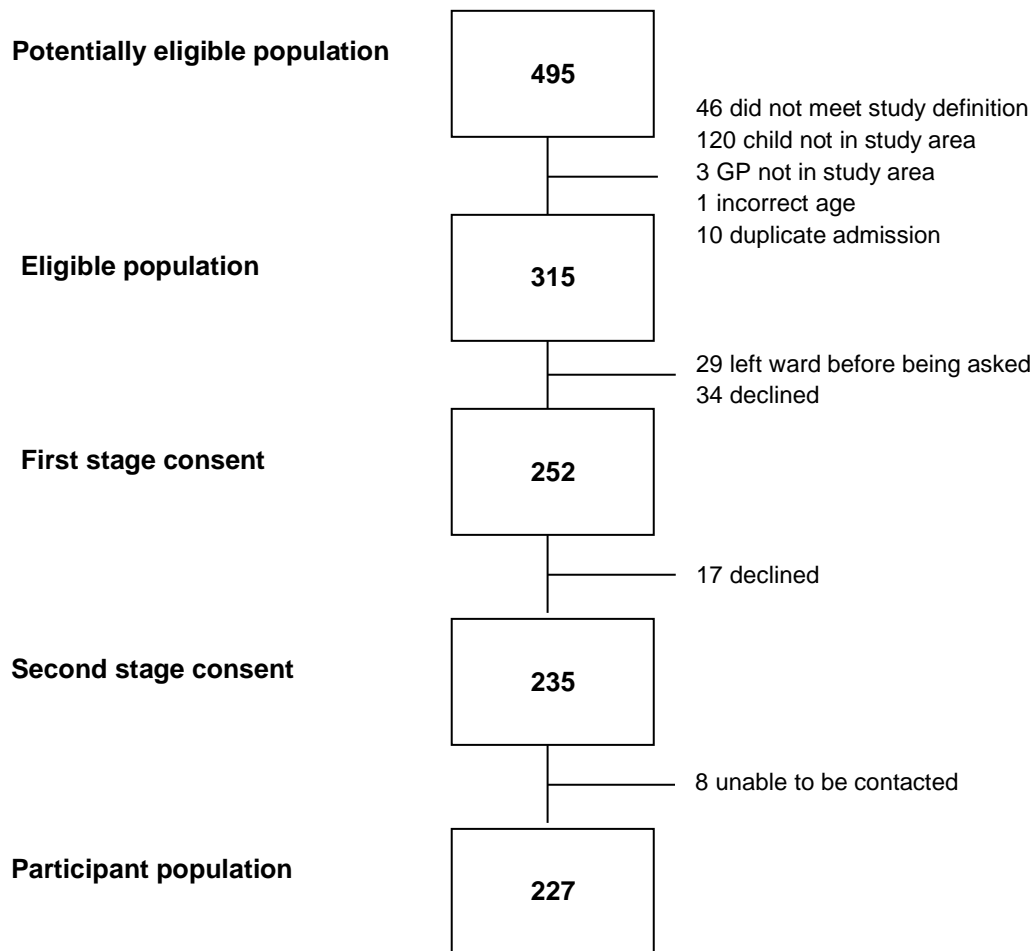 Potentially eligible population
495
46 did not meet study definition
120 child not in study area
3 GP not in study area
1 incorrect age
10 duplicate admission
Eligible population
315
29 left ward before being asked
34 declined
First stage consent
252
17 declined
Second stage consent
235
8 unable to be contacted
Participant population
227